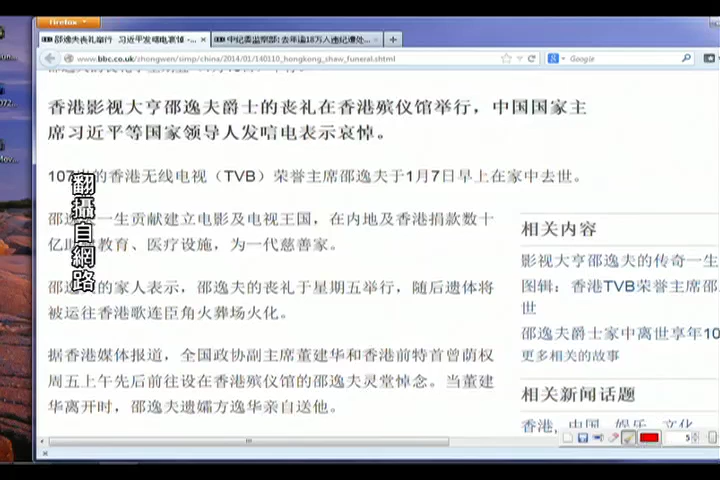 firefox
邵逸夫丧礼举行 习近平发唁电哀悼 -...
中纪委监察部: 去年逾18万人违纪遭处...
www.bbc.co.uk/zhongwen/simp/china/2014/01/140110_hongkong_shaw_funeral.shtml
Google
香港影视大亨邵逸夫爵士的丧礼在香港殡仪馆举行，中国国家主
席习近平等国家领导人发唁电表示哀悼。
107 的香港无线电视（TVB）荣誉主席邵逸夫于1月7日早上在家中去世。
邵逸 一生贡献建立电影及电视王国，在内地及香港捐款数十
亿 教育、医疗设施，为一代慈善家。
邵 的家人表示，邵逸夫的丧礼于星期五举行，随后遗体将
被运往香港歌连臣角火葬场火化。
据香港媒体报道，全国政协副主席董建华和香港前特首曾荫权
周五上午先后前往设在香港殡仪馆的邵逸夫灵堂悼念。当董建
华离开时，邵逸夫遗孀方逸华亲自送他。
翻攝自網路
相关内容
影视大亨邵逸夫的传奇一生
图辑：香港TVB荣誉主席邵
世
邵逸夫爵士家中离世享年10
更多相关的故事
相关新闻话题
香港, 中国, 娱乐, 文化
5